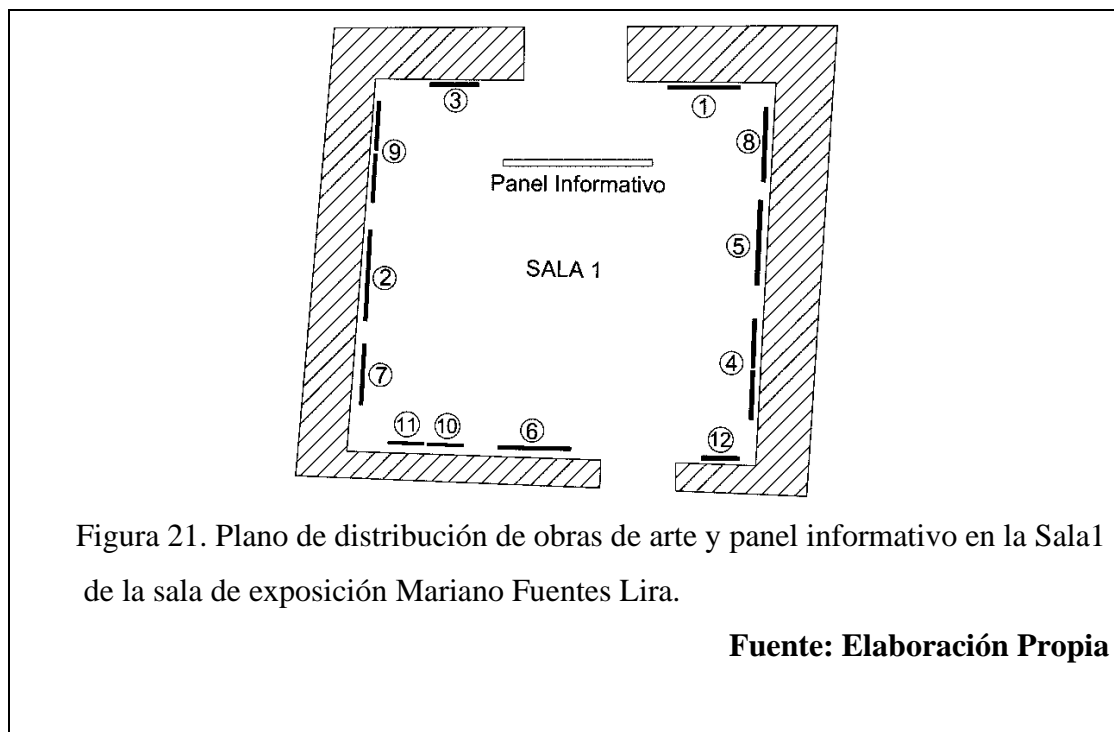 ③
①
⑧
⑨
Panel Informativo
⑤
②
SALA 1
④
⑦
⑪ ⑩ ⑥
⑫
Figura 21. Plano de distribución de obras de arte y panel informativo en la Sala1
de la sala de exposición Mariano Fuentes Lira.
Fuente: Elaboración Propia